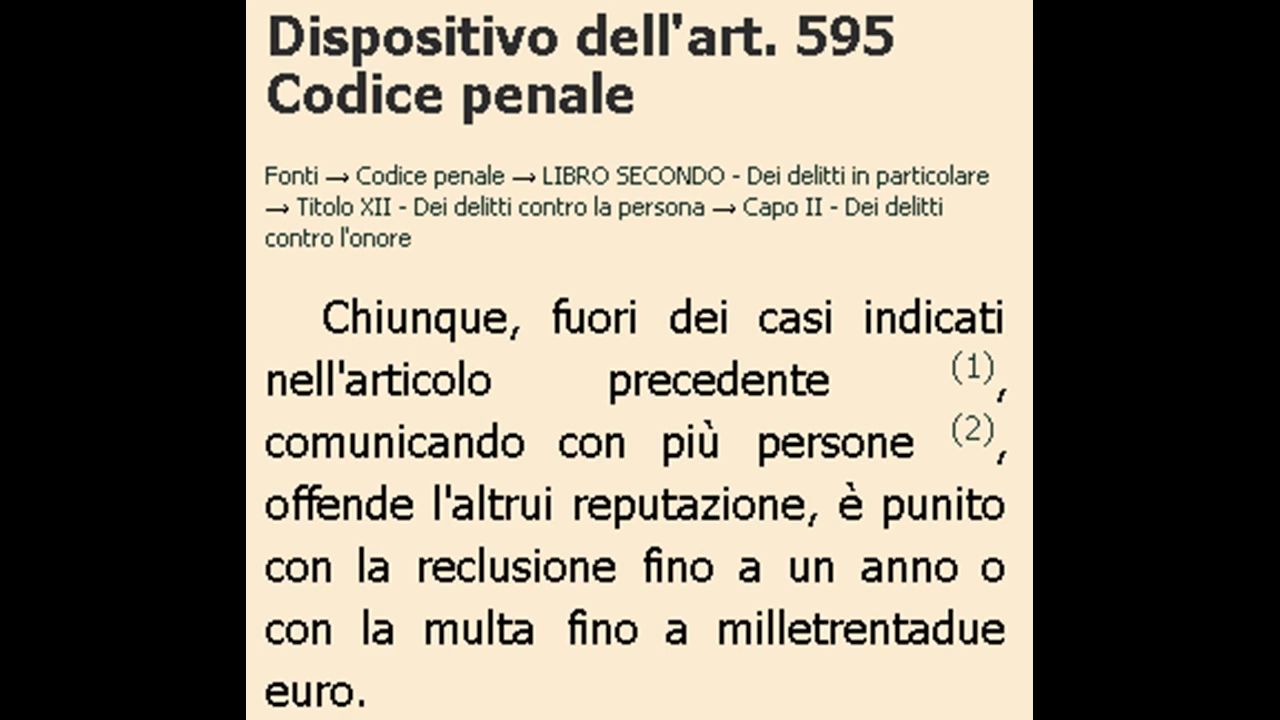 Dispositivo dell'art. 595
Codice penale
Fonti → Codice penale → LIBRO SECONDO - Dei delitti in particolare
→ Titolo XII - Dei delitti contro la persona → Capo II - Dei delitti
contro l'onore
Chiunque, fuori dei casi indicati
nell'articolo precedente (1),
comunicando con più persone (2),
offende l'altrui reputazione, è punito
con la reclusione fino a un anno o
con la multa fino a milletrentadue
euro.